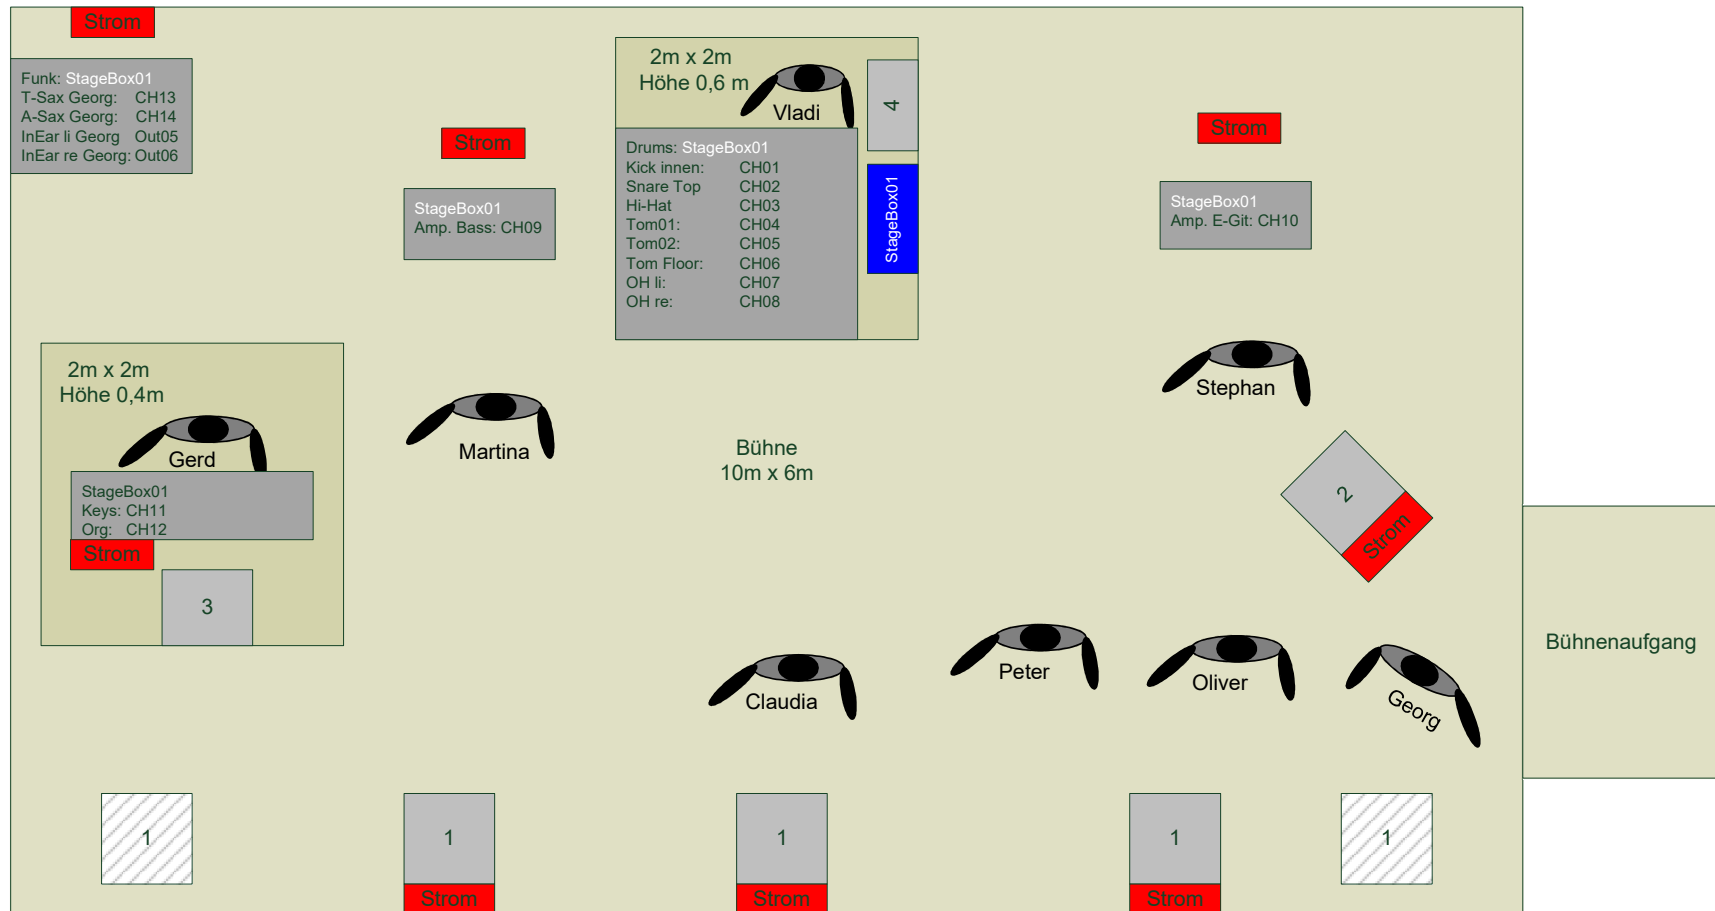 Strom
Funk: StageBox01
T-Sax Georg: CH13
A-Sax Georg: CH14
InEar li Georg Out05
InEar re Georg: Out06
Strom
StageBox01
Amp. Bass: CH09
2m x 2m
Höhe 0,6 m
Vladi
4
StageBox01
Drums: StageBox01
Kick innen: CH01
Snare Top CH02
Hi-Hat CH03
Tom01: CH04
Tom02: CH05
Tom Floor: CH06
OH li: CH07
OH re: CH08
Strom
StageBox01
Amp. E-Git: CH10
2m x 2m
Höhe 0,4m
Gerd
StageBox01
Keys: CH11
Org: CH12
Strom
3
Martina
Bühne
10m x 6m
Stephan
2
Strom
Bühnenaufgang
Claudia
Peter
Oliver
Georg
1
1
Strom
1
Strom
1
Strom
1